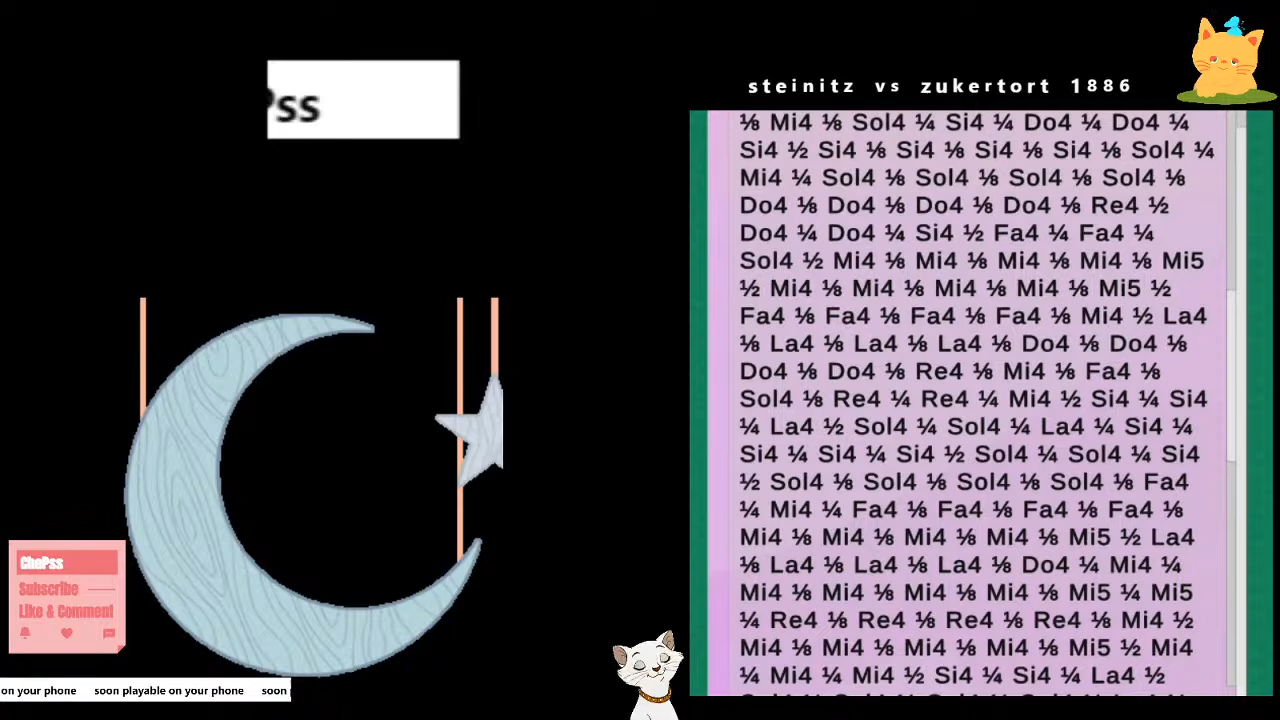 Pss
steinitz vs zukertort 1886
⅛ Mi4 ⅛ Sol4 ¼ Si4 ¼ Do4 ¼ Do4 ¼
Si4 ½ Si4 ⅛ Si4 ⅛ Si4 ⅛ Si4 ⅛ Sol4 ¼
Mi4 ¼ Sol4 ⅛ Sol4 ⅛ Sol4 ⅛ Sol4 ⅛
Do4 ⅛ Do4 ⅛ Do4 ⅛ Do4 ⅛ Re4 ½
Do4 ¼ Do4 ¼ Si4 ½ Fa4 ¼ Fa4 ¼
Sol4 ½ Mi4 ⅛ Mi4 ⅛ Mi4 ⅛ Mi4 ⅛ Mi5
½ Mi4 ⅛ Mi4 ⅛ Mi4 ⅛ Mi4 ⅛ Mi5 ½
Fa4 ⅛ Fa4 ⅛ Fa4 ⅛ Fa4 ⅛ Mi4 ½ La4
⅛ La4 ⅛ La4 ⅛ La4 ⅛ Do4 ⅛ Do4 ⅛
Do4 ⅛ Do4 ⅛ Re4 ⅛ Mi4 ⅛ Fa4 ⅛
Sol4 ⅛ Re4 ¼ Re4 ¼ Mi4 ½ Si4 ¼ Si4
¼ La4 ½ Sol4 ¼ Sol4 ¼ La4 ¼ Si4 ¼
Si4 ¼ Si4 ¼ Si4 ½ Sol4 ¼ Sol4 ¼ Si4
½ Sol4 ⅛ Sol4 ⅛ Sol4 ⅛ Sol4 ⅛ Fa4
¼ Mi4 ¼ Fa4 ⅛ Fa4 ⅛ Fa4 ⅛ Fa4 ⅛
Mi4 ⅛ Mi4 ⅛ Mi4 ⅛ Mi4 ⅛ Mi5 ½ La4
⅛ La4 ⅛ La4 ⅛ La4 ⅛ Do4 ¼ Mi4 ¼
Mi4 ⅛ Mi4 ⅛ Mi4 ⅛ Mi4 ⅛ Mi5 ¼ Mi5
¼ Re4 ⅛ Re4 ⅛ Re4 ⅛ Re4 ⅛ Mi4 ½
Mi4 ⅛ Mi4 ⅛ Mi4 ⅛ Mi4 ⅛ Mi5 ½ Mi4
¼ Mi4 ¼ Mi4 ½ Si4 ¼ Si4 ¼ La4 ½
ChePss
Subscribe
Like & Comment
on your phone soon playable on your phone soon